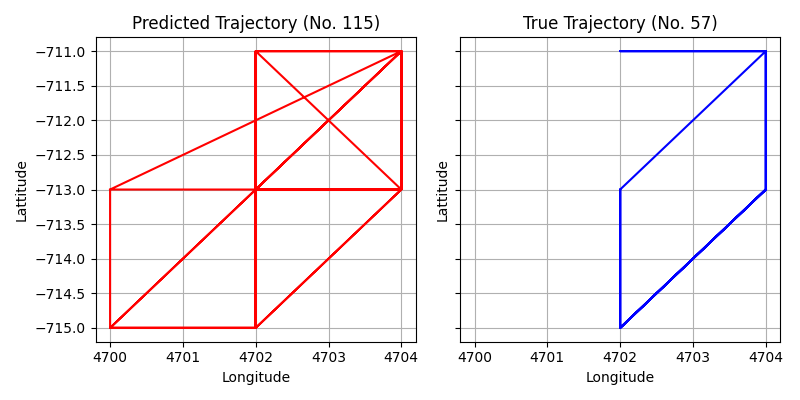 Predicted Trajectory (No. 115)
True Trajectory (No. 57)
−711.0
−711.5
−712.0
−712.5
−713.0
−713.5
−714.0
−714.5
−715.0
Lattitude
Lattitude
4700 4701 4702 4703 4704
4700 4701 4702 4703 4704
Longitude
Longitude